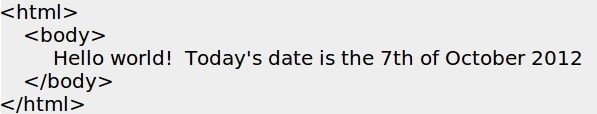 <html>
<body>
Hello world!  Today's date is the 7th of October 2012
</body>
</html>